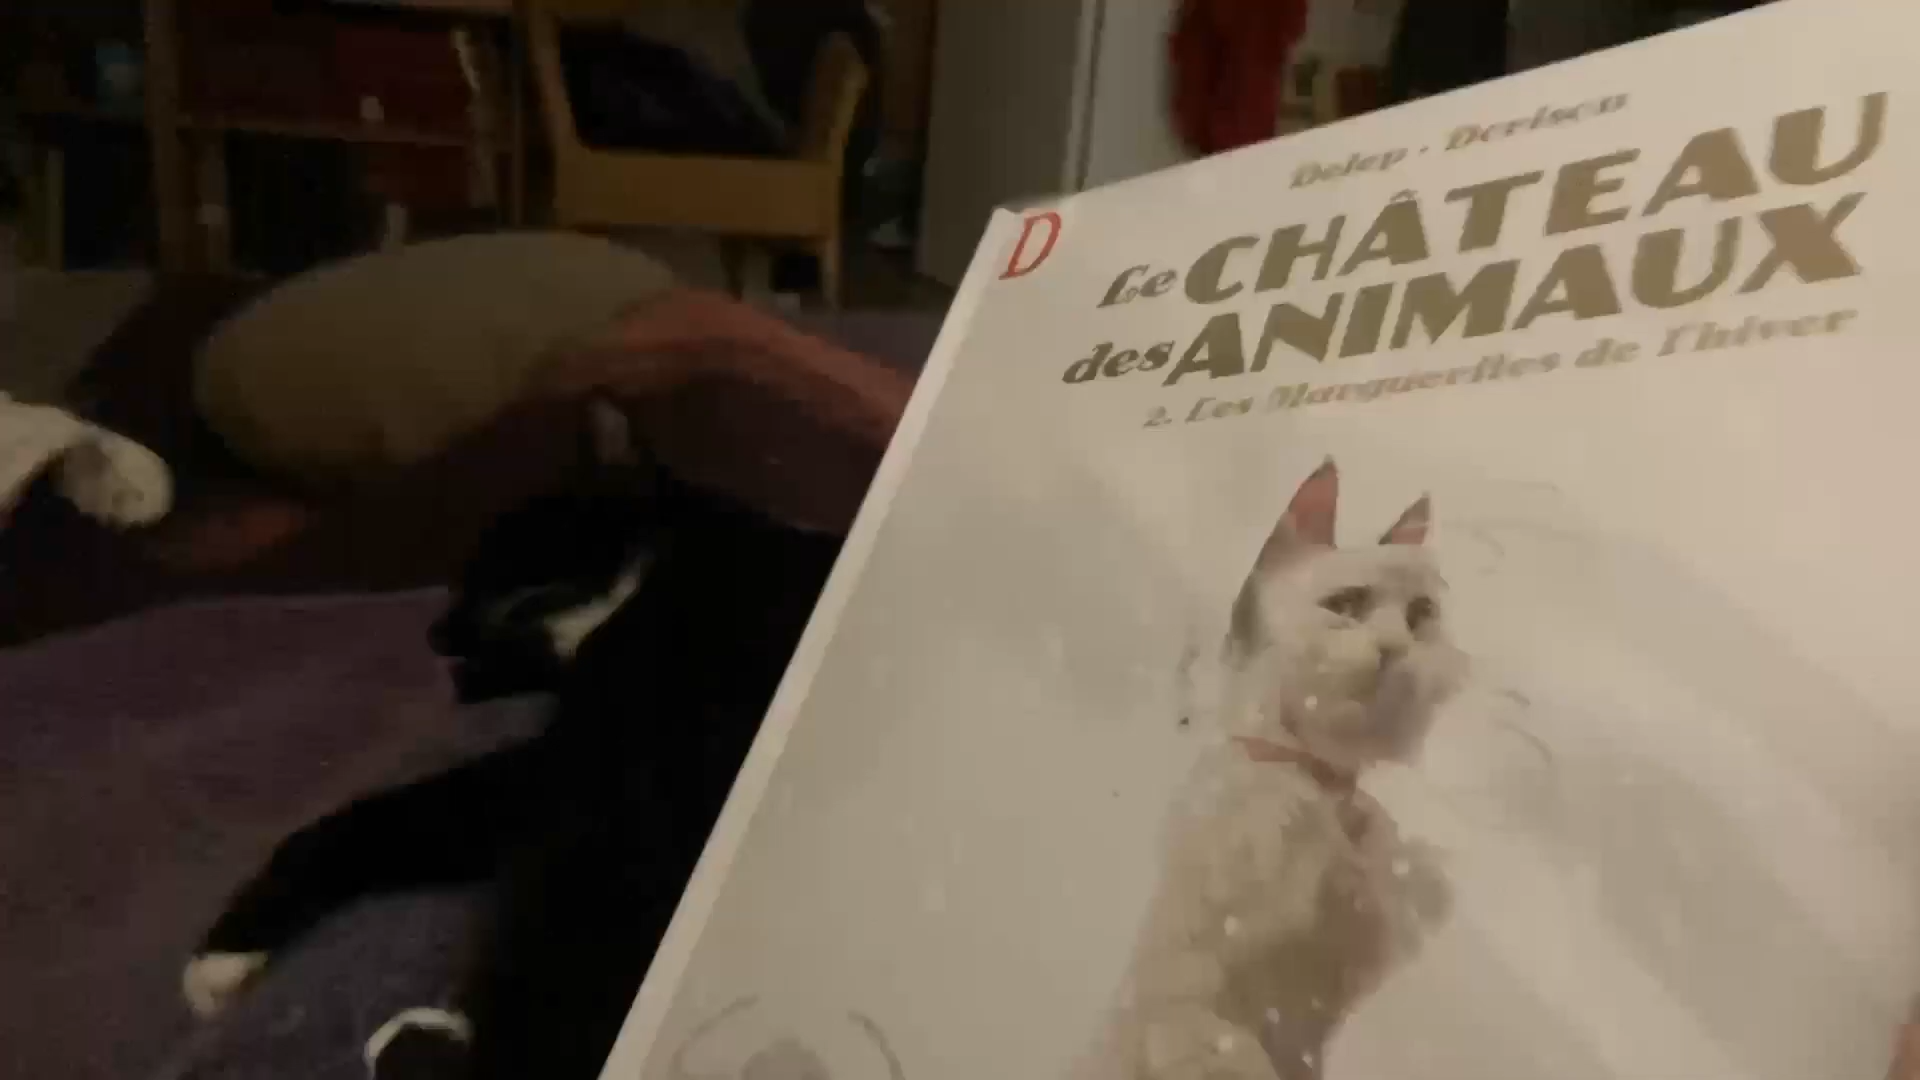 Delep · Dorison
D
Le CHÂTEAU
des ANIMAUX
2. Les Marguerites de l'hiver